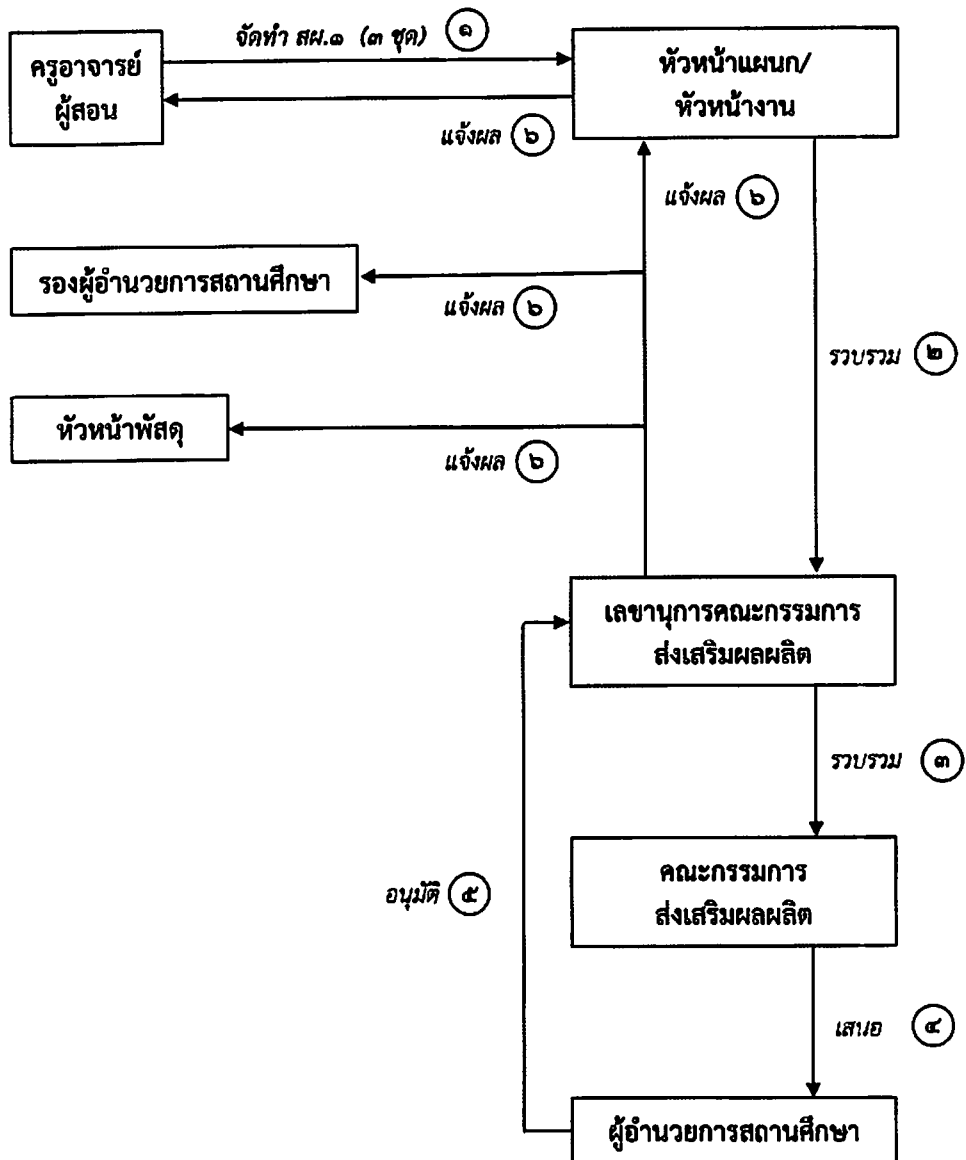 จัดทำ สผ.๑ (๓ ชุด) ๑
ครูอาจารย์
ผู้สอน
หัวหน้าแผนก/
หัวหน้างาน
แจ้งผล ๖
แจ้งผล ๖
รองผู้อำนวยการสถานศึกษา
แจ้งผล ๖
รวบรวม ๒
หัวหน้าพัสดุ
แจ้งผล ๖
เลขานุการคณะกรรมการ
ส่งเสริมผลผลิต
รวบรวม ๓
คณะกรรมการ
ส่งเสริมผลผลิต
อนุมัติ ๕
เสนอ ๔
ผู้อำนวยการสถานศึกษา